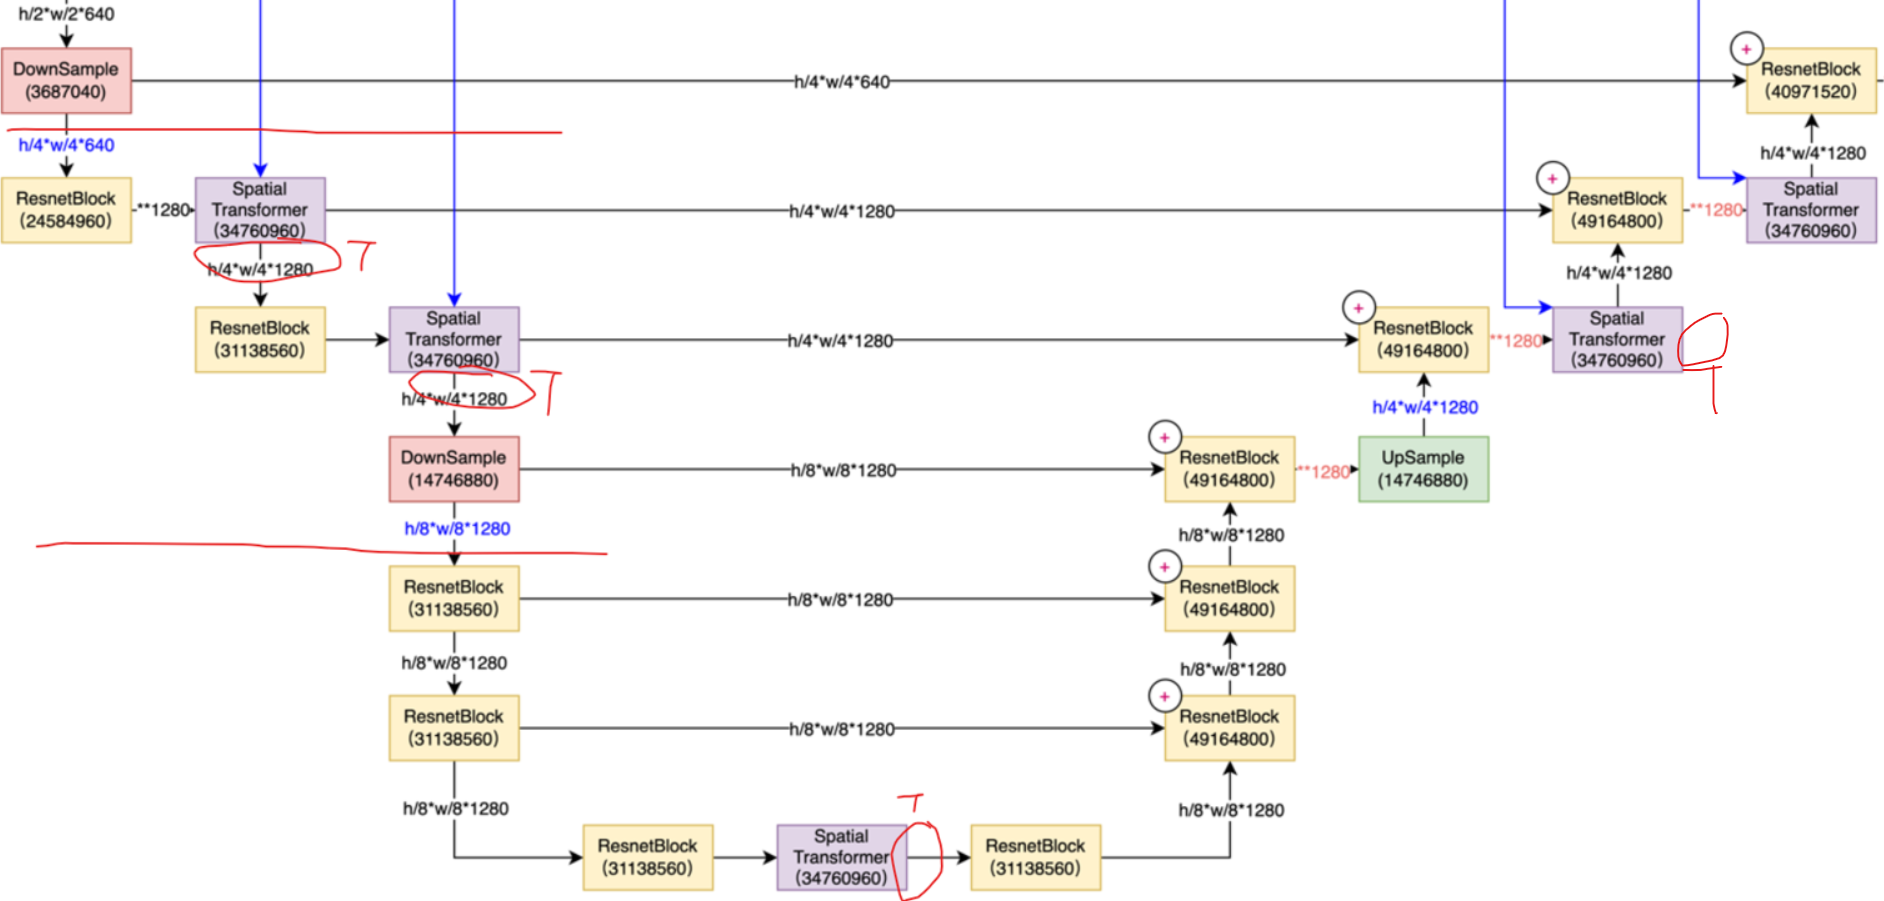 h/2*w/2*640
DownSample
(3687040)
h/4*w/4*640
+
ResnetBlock
(40971520)
h/4*w/4*640
h/4*w/4*1280
ResnetBlock
(24584960)
**1280
Spatial
Transformer
(34760960)
h/4*w/4*1280
+
ResnetBlock
(49164800)
**1280
Spatial
Transformer
(34760960)
h/4*w/4*1280
T
h/4*w/4*1280
ResnetBlock
(31138560)
Spatial
Transformer
(34760960)
h/4*w/4*1280
+
ResnetBlock
(49164800)
**1280
Spatial
Transformer
(34760960)
T
h/4*w/4*1280
T
h/4*w/4*1280
DownSample
(14746880)
h/8*w/8*1280
+
ResnetBlock
(49164800)
**1280
UpSample
(14746880)
h/8*w/8*1280
h/8*w/8*1280
ResnetBlock
(31138560)
h/8*w/8*1280
+
ResnetBlock
(49164800)
h/8*w/8*1280
h/8*w/8*1280
ResnetBlock
(31138560)
h/8*w/8*1280
+
ResnetBlock
(49164800)
h/8*w/8*1280
h/8*w/8*1280
T
ResnetBlock
(31138560)
Spatial
Transformer
(34760960)
ResnetBlock
(31138560)